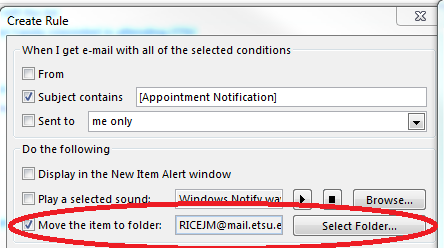 Create Rule
When I get e-mail with all of the selected conditions
From
Subject contains [Appointment Notification]
Sent to me only
Do the following
Display in the New Item Alert window
Play a selected sound: Windows Notify wa Browse...
Move the item to folder: RICEJM@mail.etsu.e Select Folder...